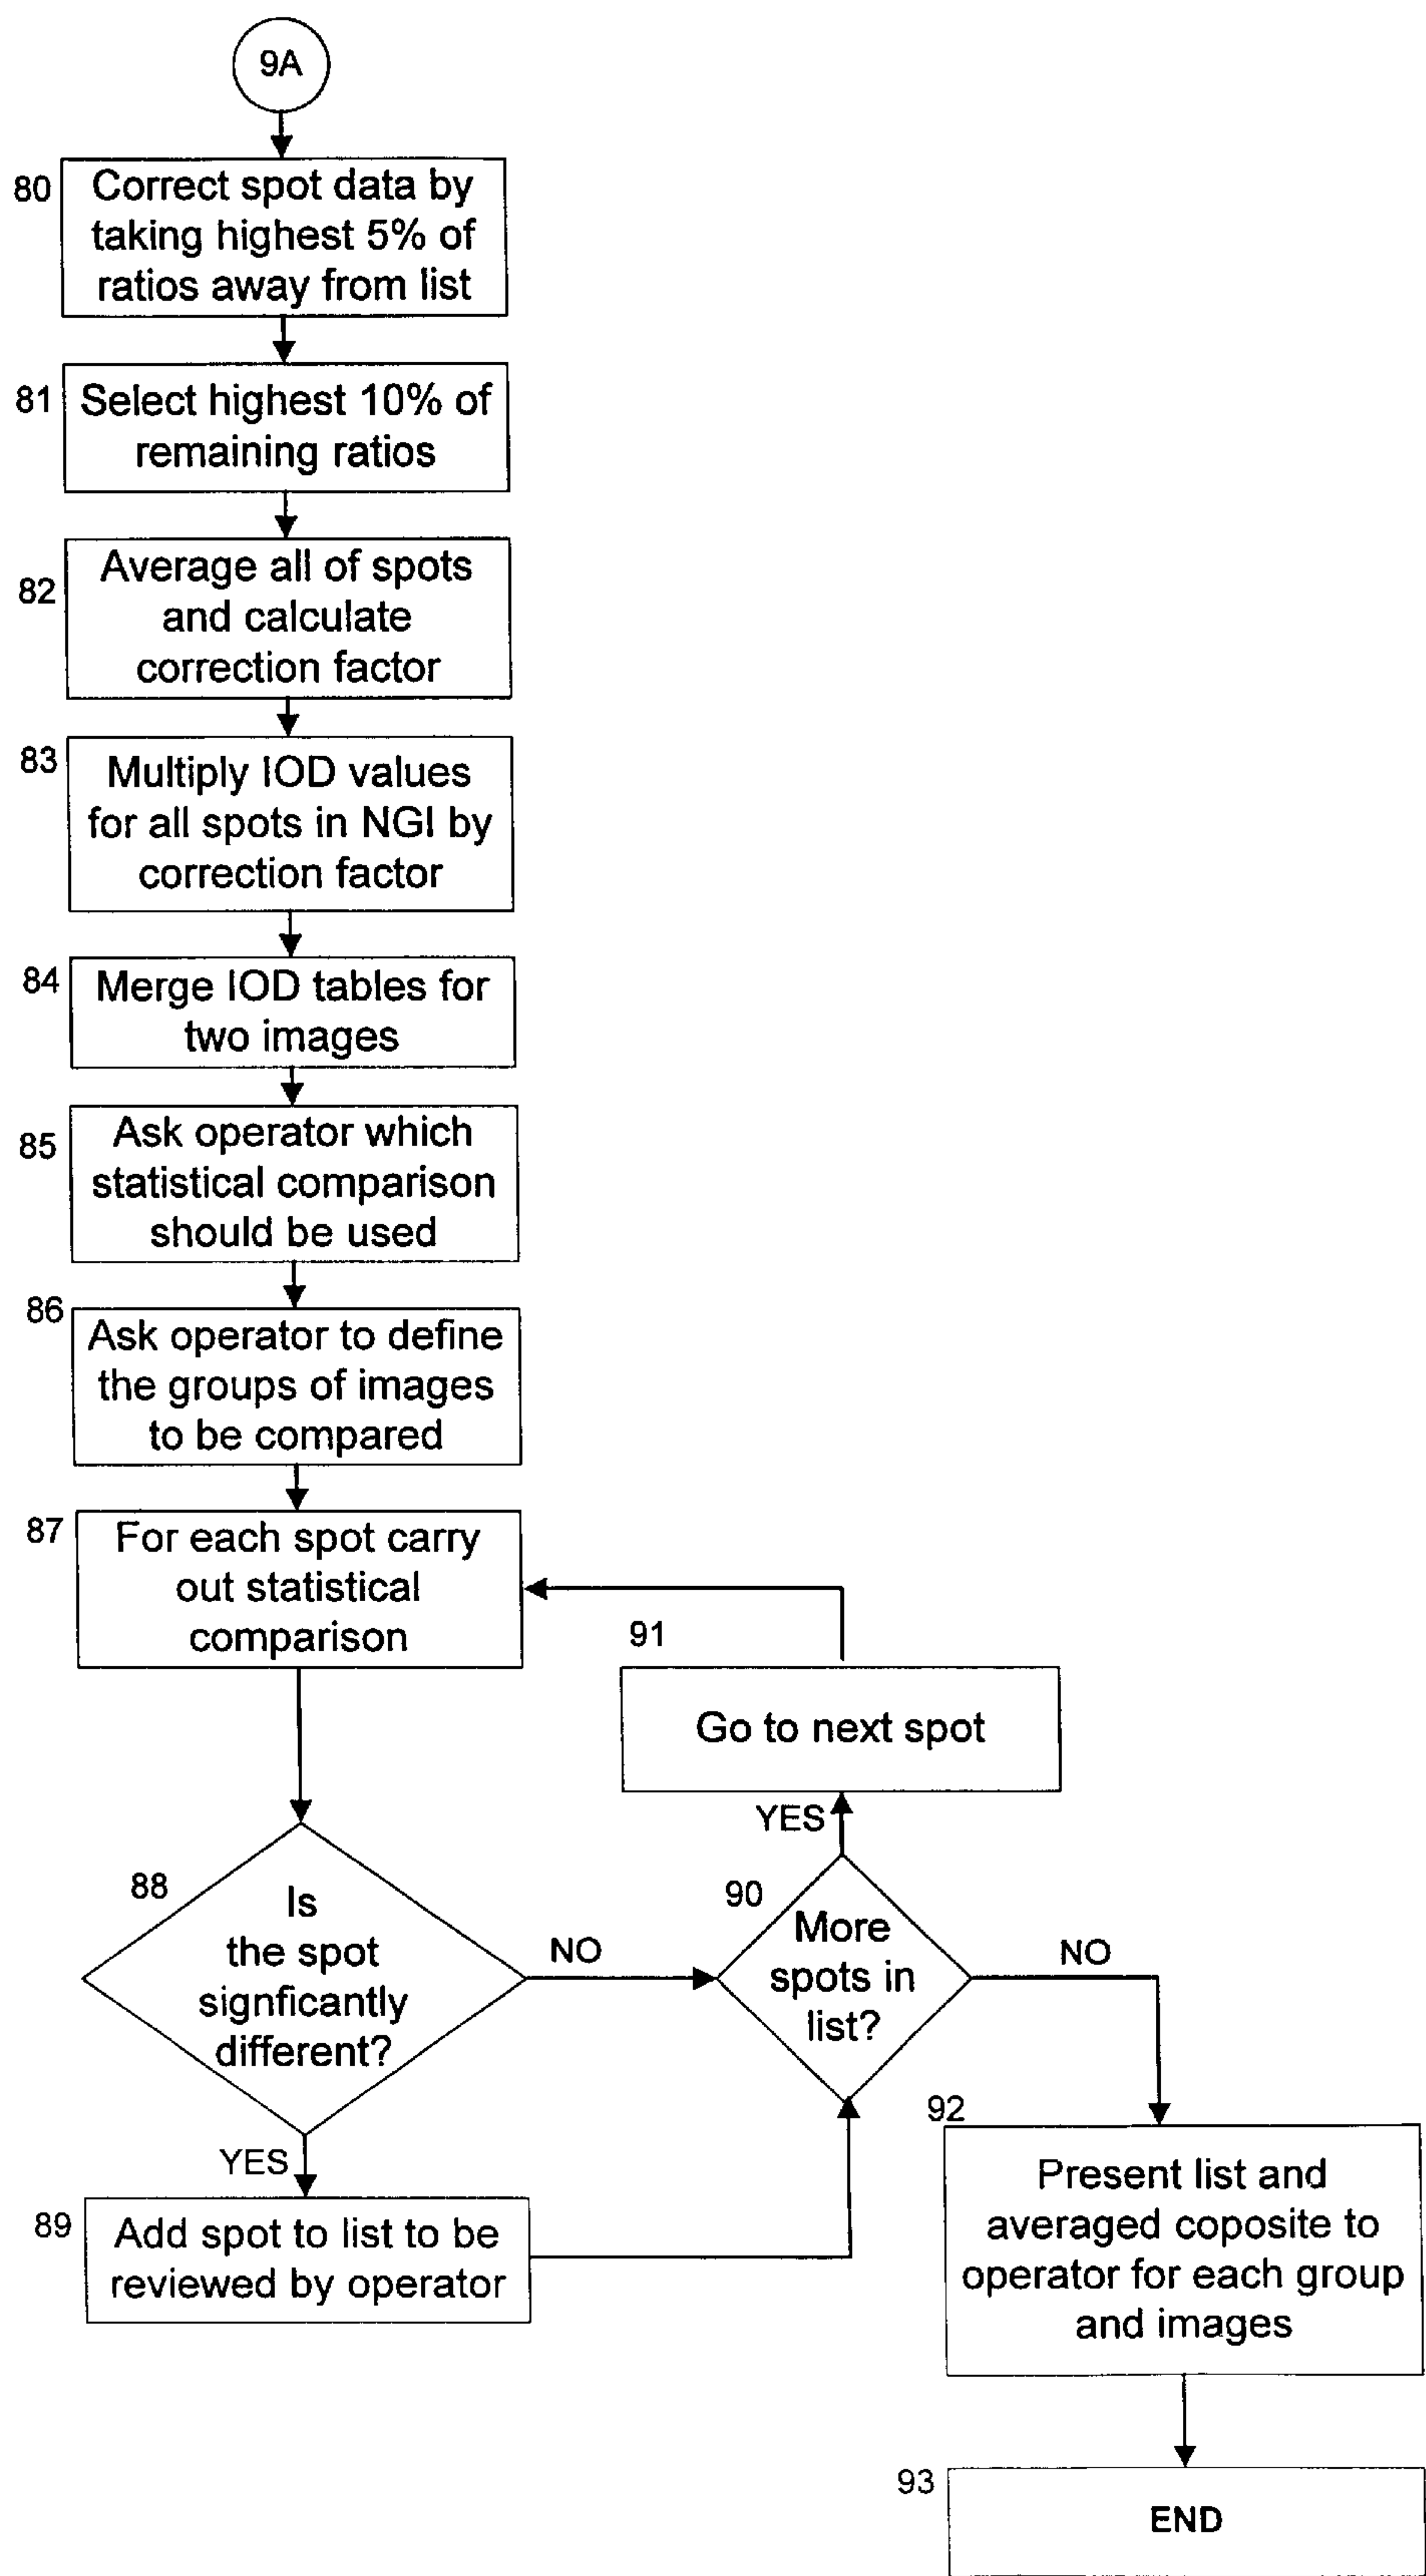 9A
80
Correct spot data by
taking highest 5% of
ratios away from list
81
Select highest 10% of
remaining ratios
82
Average all of spots
and calculate
correction factor
83
Multiply IOD values
for all spots in NGI by
correction factor
84
Merge IOD tables for
two images
85
Ask operator which
statistical comparison
should be used
86
Ask operator to define
the groups of images
to be compared
87
For each spot carry
out statistical
comparison
91
Go to next spot
YES
88
Is
the spot
signficantly
different?
NO
90
More
spots in
list?
NO
YES
89
Add spot to list to be
reviewed by operator
92
Present list and
averaged coposite to
operator for each group
and images
93
END